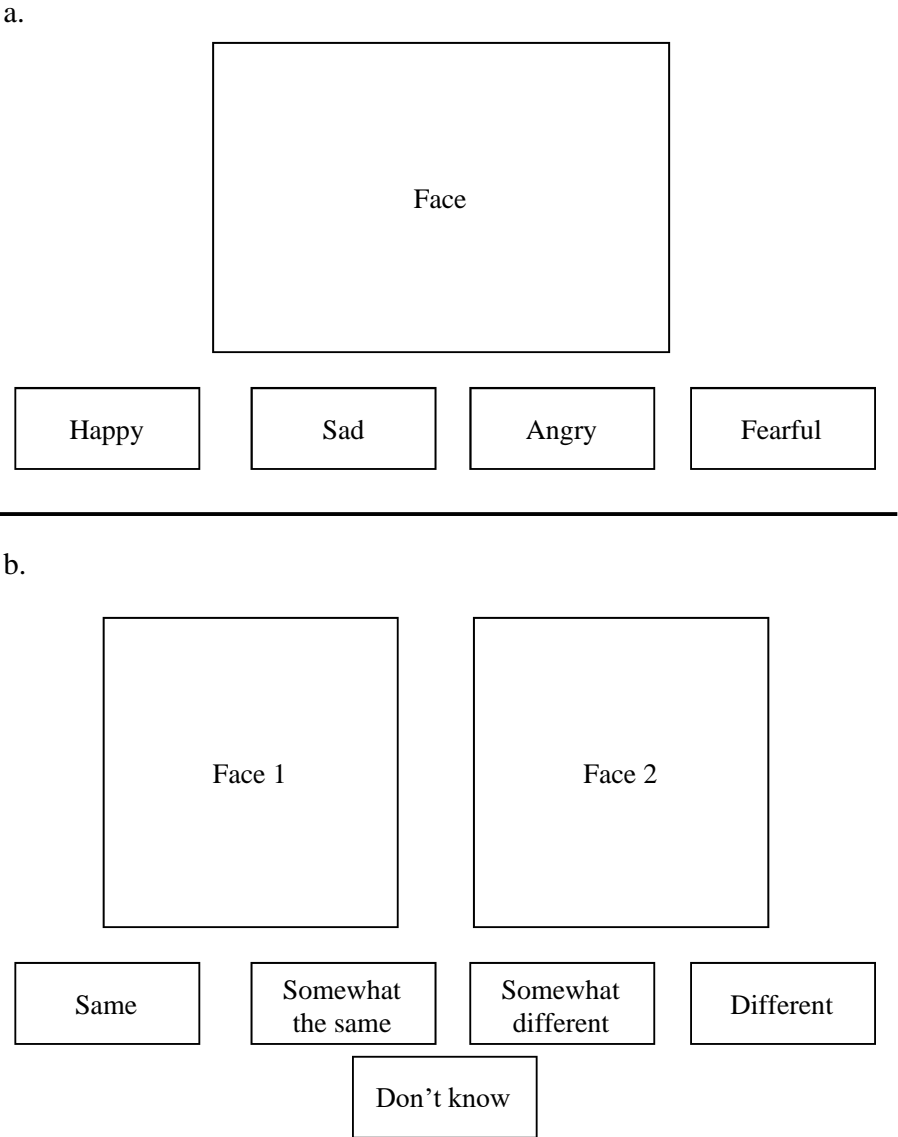 a.
Face
Happy
Sad
Angry
Fearful
b.
Face 1
Face 2
Same
Somewhat
the same
Somewhat
different
Different
Don’t know